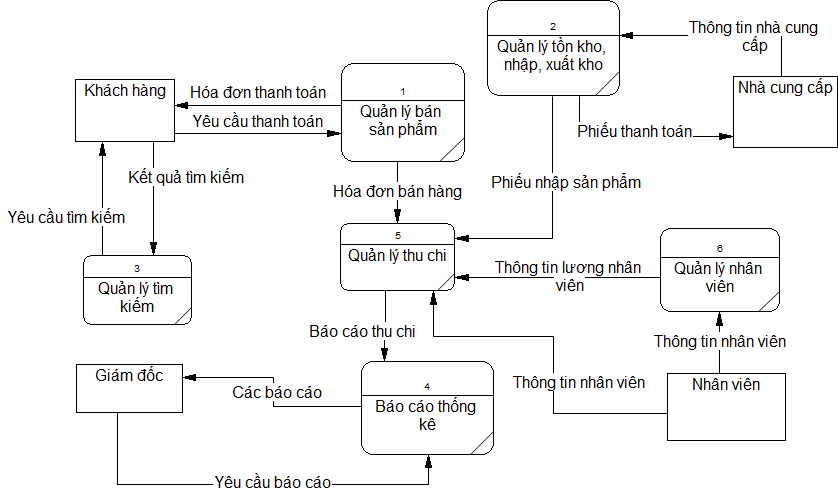 2
Quản lý tồn kho,
nhập, xuất kho
Thông tin nhà cung
cấp
Nhà cung cấp
Phiếu thanh toán
Khách hàng
Hóa đơn thanh toán
Yêu cầu thanh toán
1
Quản lý bán
sản phẩm
Kết quả tìm kiếm
Yêu cầu tìm kiếm
Hóa đơn bán hàng
Phiếu nhập sản phẩm
3
Quản lý tìm
kiếm
5
Quản lý thu chi
Thông tin lương nhân
viên
6
Quản lý nhân
viên
Báo cáo thu chi
Thông tin nhân viên
Thông tin nhân viên
Nhân viên
Giám đốc
Các báo cáo
4
Báo cáo thống
kê
Yêu cầu báo cáo